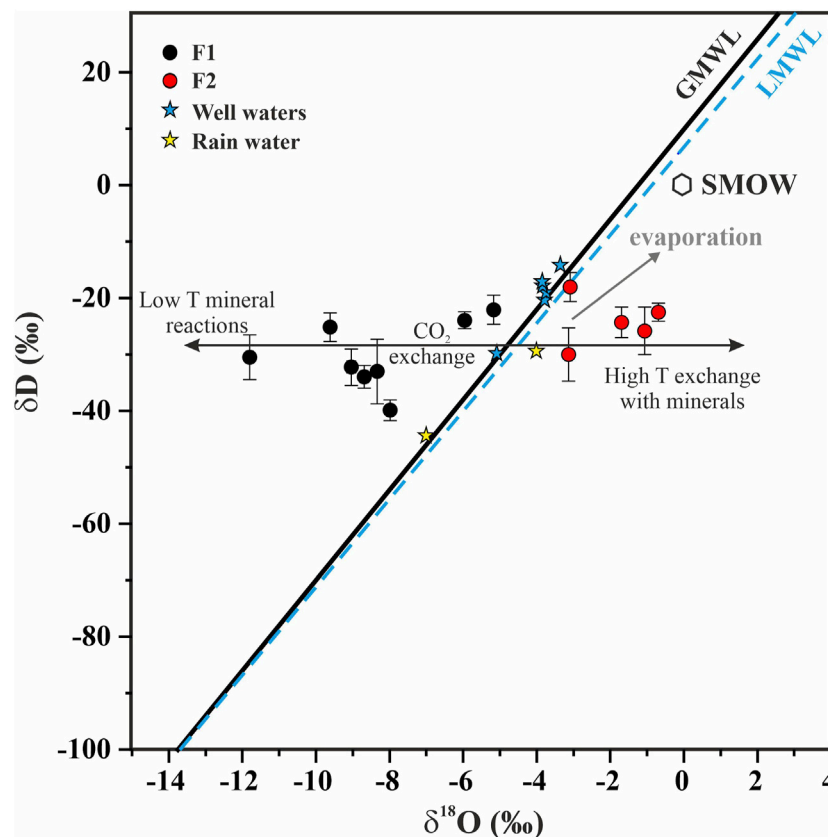 F1
F2
Well waters
Rain water
GMWL
LMWL
SMOW
evaporation
Low T mineral
reactions
CO₂
exchange
High T exchange
with minerals
20
0
-20
-40
-60
-80
-100
δD (‰)
-14 -12 -10 -8 -6 -4 -2 0 2 4
δ¹⁸O (‰)